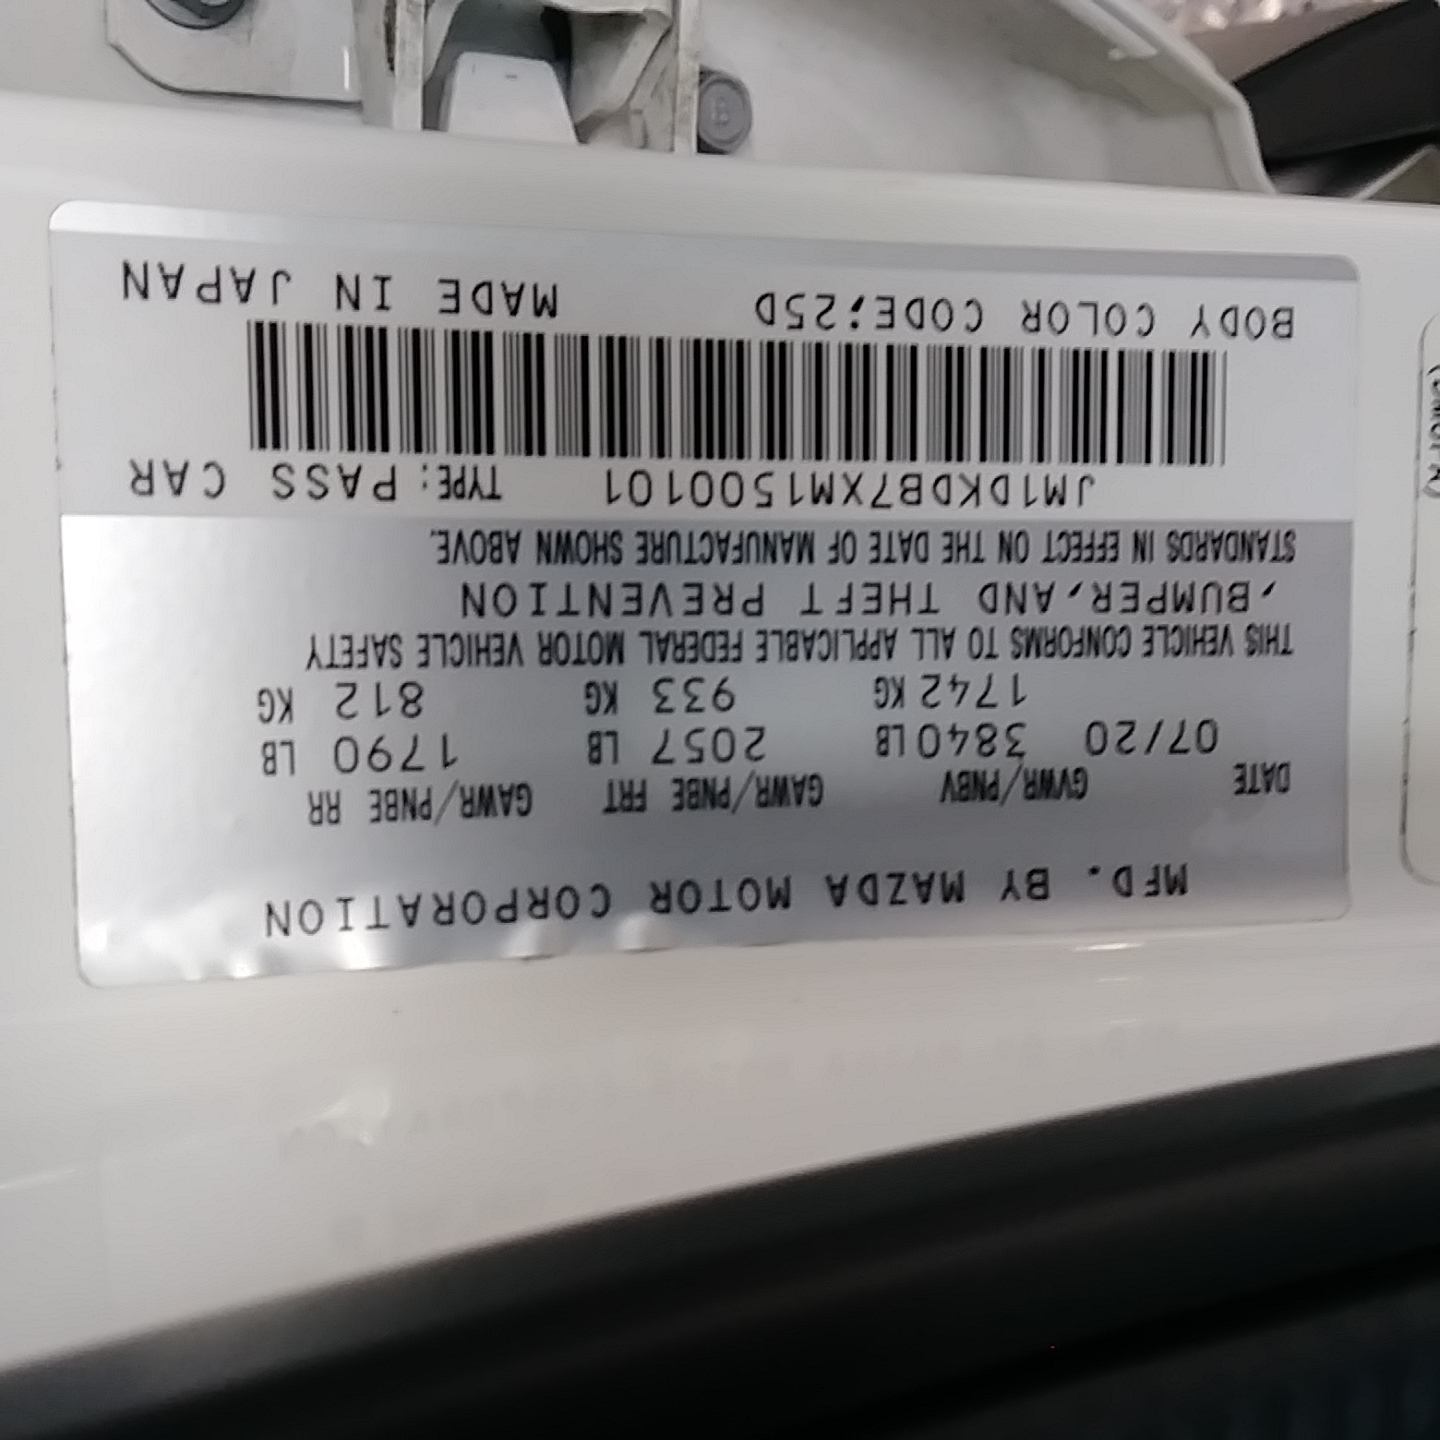 MFD. BY MAZDA MOTOR CORPORATION
DATE GVWR/PNBV GAWR/PNBE FRT GAWR/PNBE RR
07/20 3840 LB 2057 LB 1790 LB
1742 KG 933 KG 812 KG
THIS VEHICLE CONFORMS TO ALL APPLICABLE FEDERAL MOTOR VEHICLE SAFETY
,BUMPER,AND THEFT PREVENTION
STANDARDS IN EFFECT ON THE DATE OF MANUFACTURE SHOWN ABOVE.
JM1DKDB7XM1500101 TYPE: PASS CAR
BODY COLOR CODE:25D MADE IN JAPAN
B